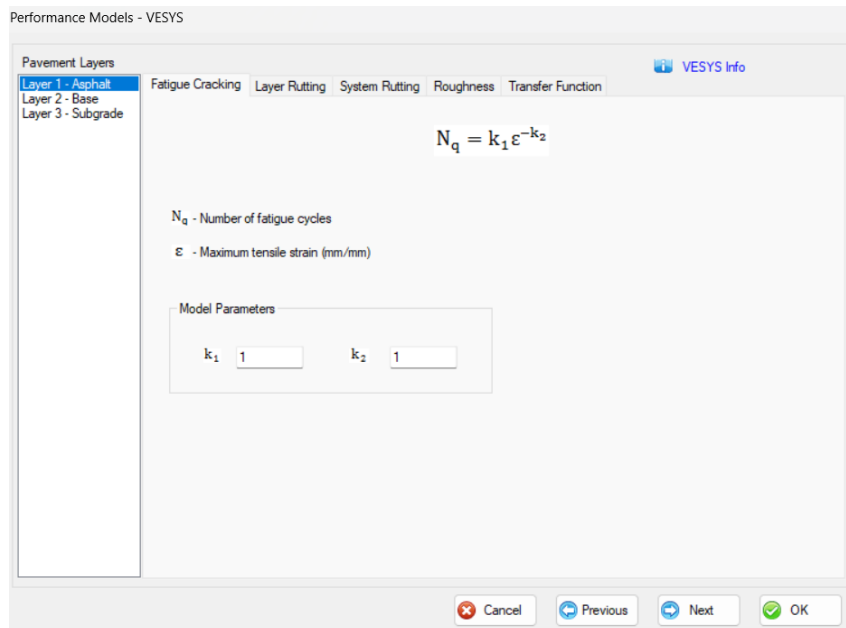 Performance Models - VESYS
Pavement Layers
VESYS Info
Layer 1 - Asphalt
Layer 2 - Base
Layer 3 - Subgrade
Fatigue Cracking Layer Rutting System Rutting Roughness Transfer Function
N_q = k₁ε^{-k₂}
N_q - Number of fatigue cycles
ε - Maximum tensile strain (mm/mm)
Model Parameters
k₁ 1 k₂ 1
Cancel Previous Next OK